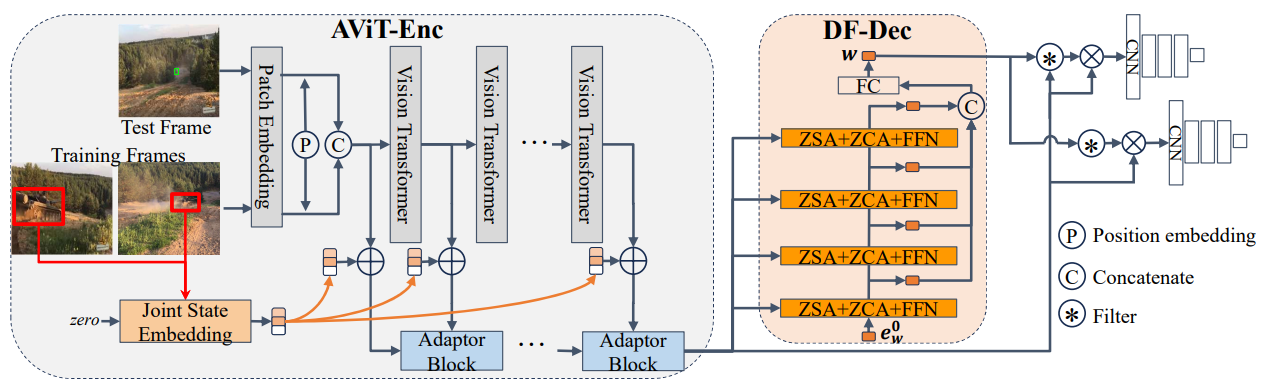 AViT-Enc
DF-Dec
Test Frame
Training Frames
Patch Embedding
P
C
Vision Transformer
Vision Transformer
...
Vision Transformer
zero
Joint State
Embedding
Adaptor
Block
...
Adaptor
Block
w
FC
C
ZSA+ZCA+FFN
ZSA+ZCA+FFN
ZSA+ZCA+FFN
ZSA+ZCA+FFN
e⁰_w
CNN
CNN
P Position embedding
C Concatenate
* Filter